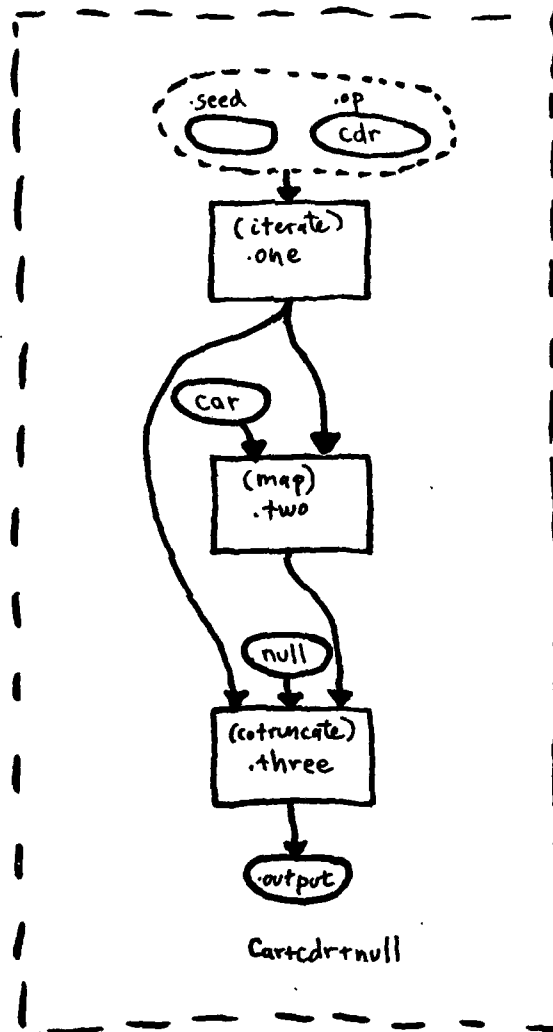 .seed
.op
cdr
(iterate)
.one
car
(map)
.two
null
(cotruncate)
.three
.output
Car+cdr+null